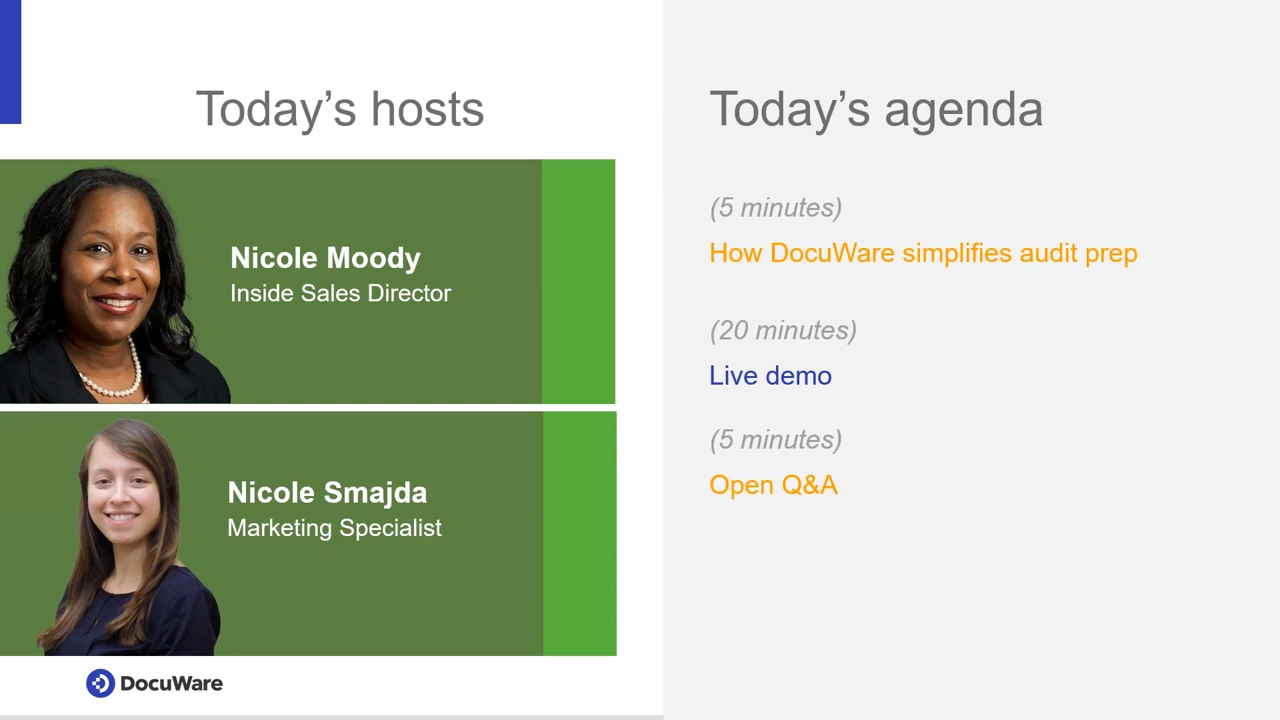 Today’s hosts
Nicole Moody
Inside Sales Director
Nicole Smajda
Marketing Specialist
DocuWare
Today’s agenda
(5 minutes)
How DocuWare simplifies audit prep
(20 minutes)
Live demo
(5 minutes)
Open Q&A